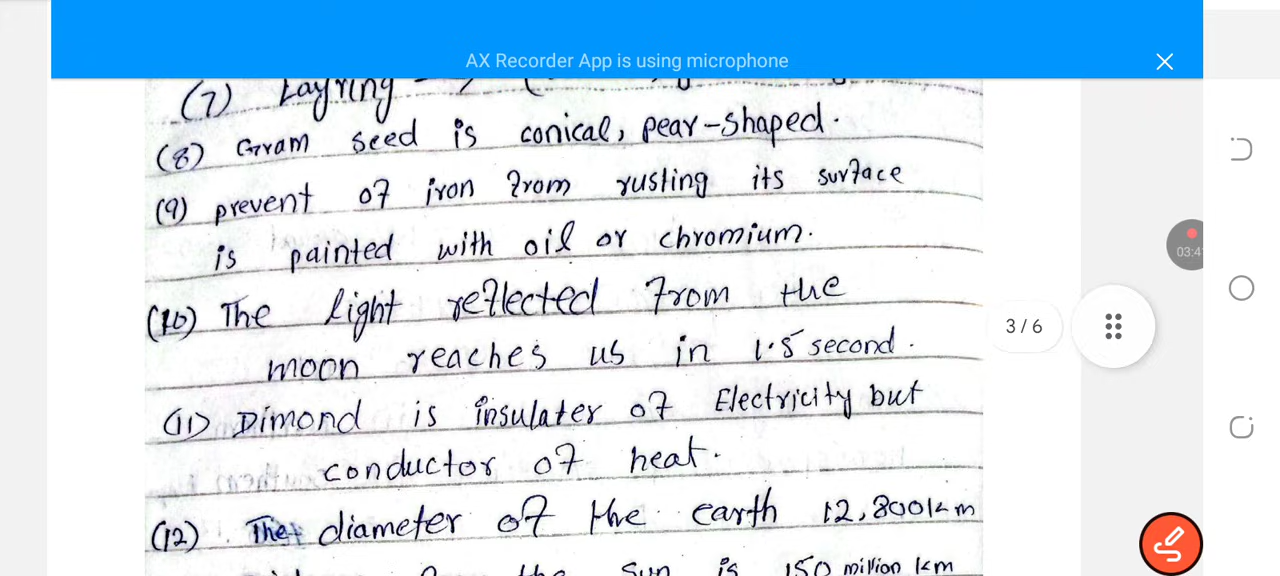 AX Recorder App is using microphone
(7) Layring
(8) Gram seed is conical, pear-shaped.
(9) prevent of iron from rusting its surface
is painted with oil or chromium.
(10) The light reflected from the
moon reaches us in 1.5 second.
(11) Dimond is insulater of Electricity but
conductor of heat.
(12) The diameter of the earth 12,800km
the Sun is 150 million km
3 / 6
03:4